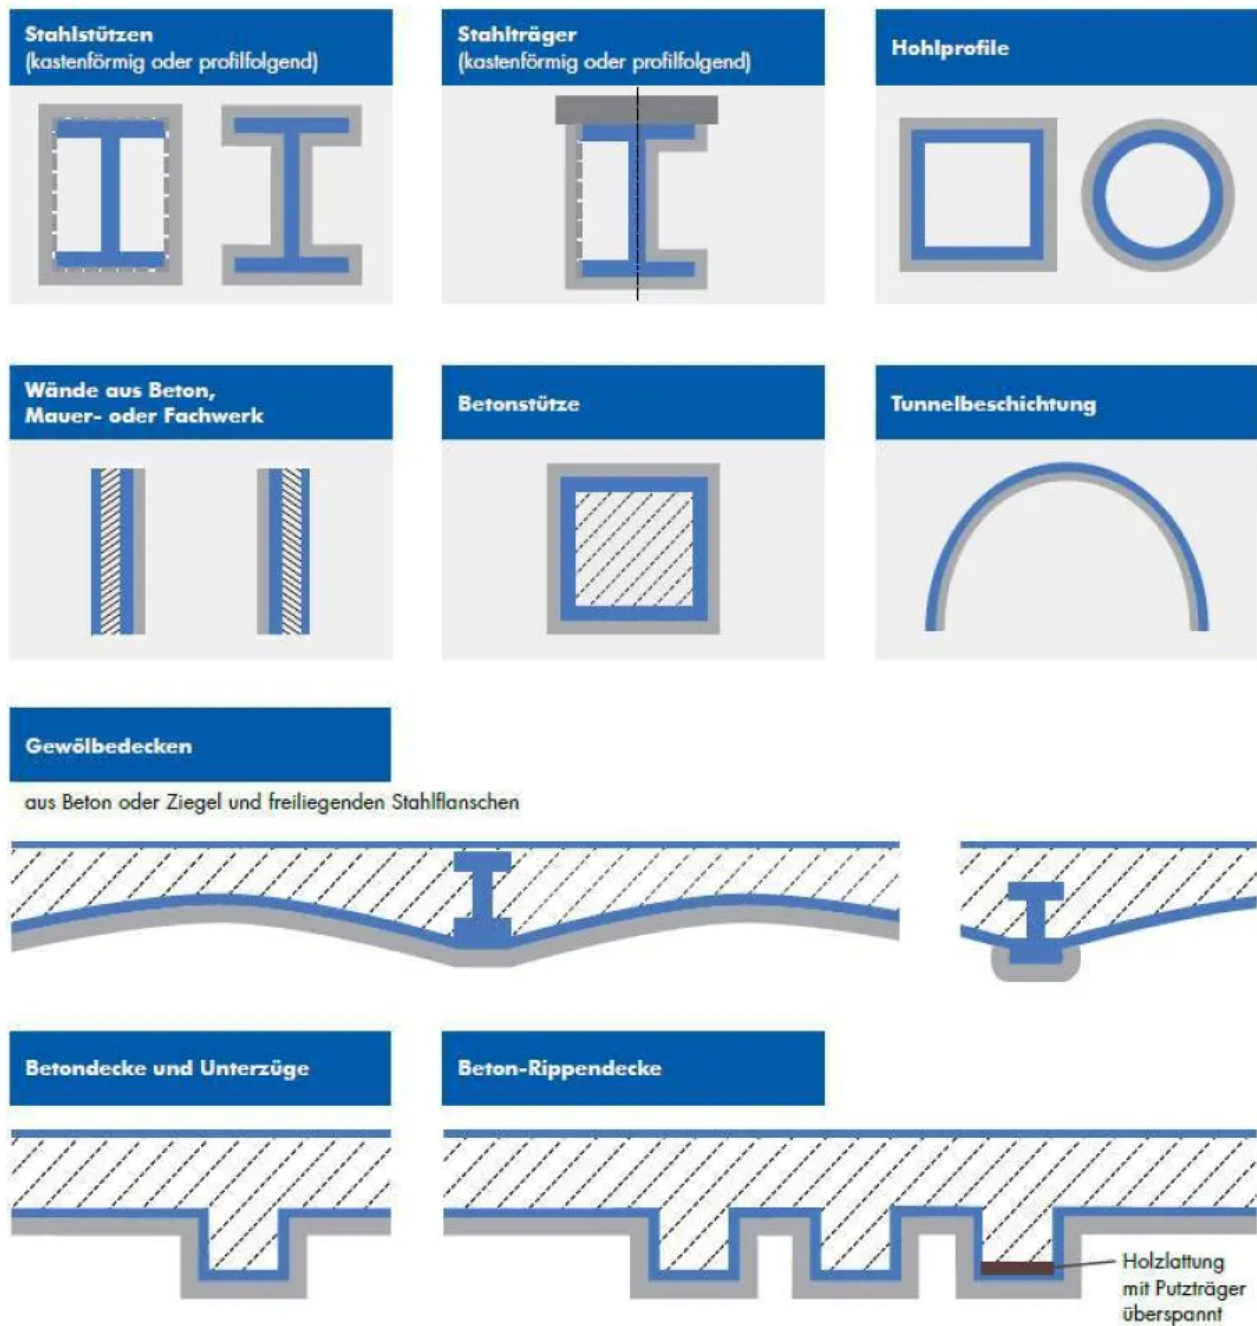 Stahlstützen
(kastenförmig oder profilfolgend)
Stahlträger
(kastenförmig oder profilfolgend)
Hohlprofile
Wände aus Beton,
Mauer- oder Fachwerk
Betonstütze
Tunnelbeschichtung
Gewölbedecken
aus Beton oder Ziegel und freiliegenden Stahlflanschen
Betondecke und Unterzüge
Beton-Rippendecke
Holzlattung
mit Putzträger
überspannt